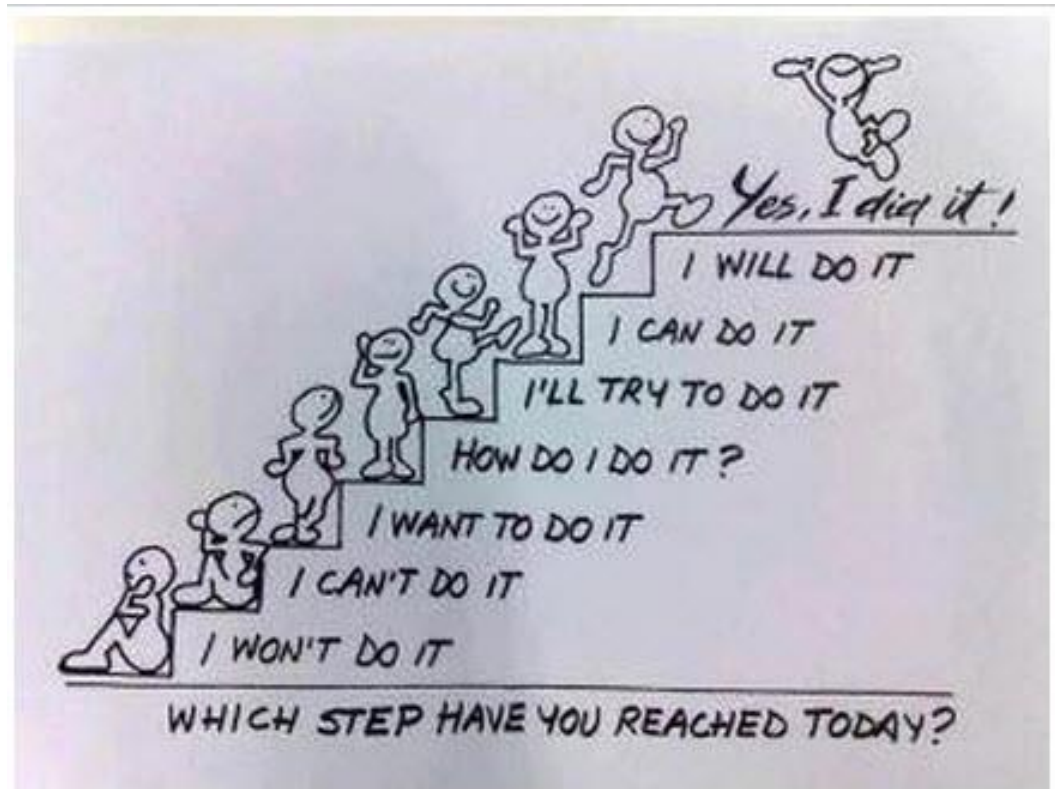 Yes, I did it!
I WILL DO IT
I CAN DO IT
I'LL TRY TO DO IT
HOW DO I DO IT?
I WANT TO DO IT
I CAN'T DO IT
I WON'T DO IT
WHICH STEP HAVE YOU REACHED TODAY?